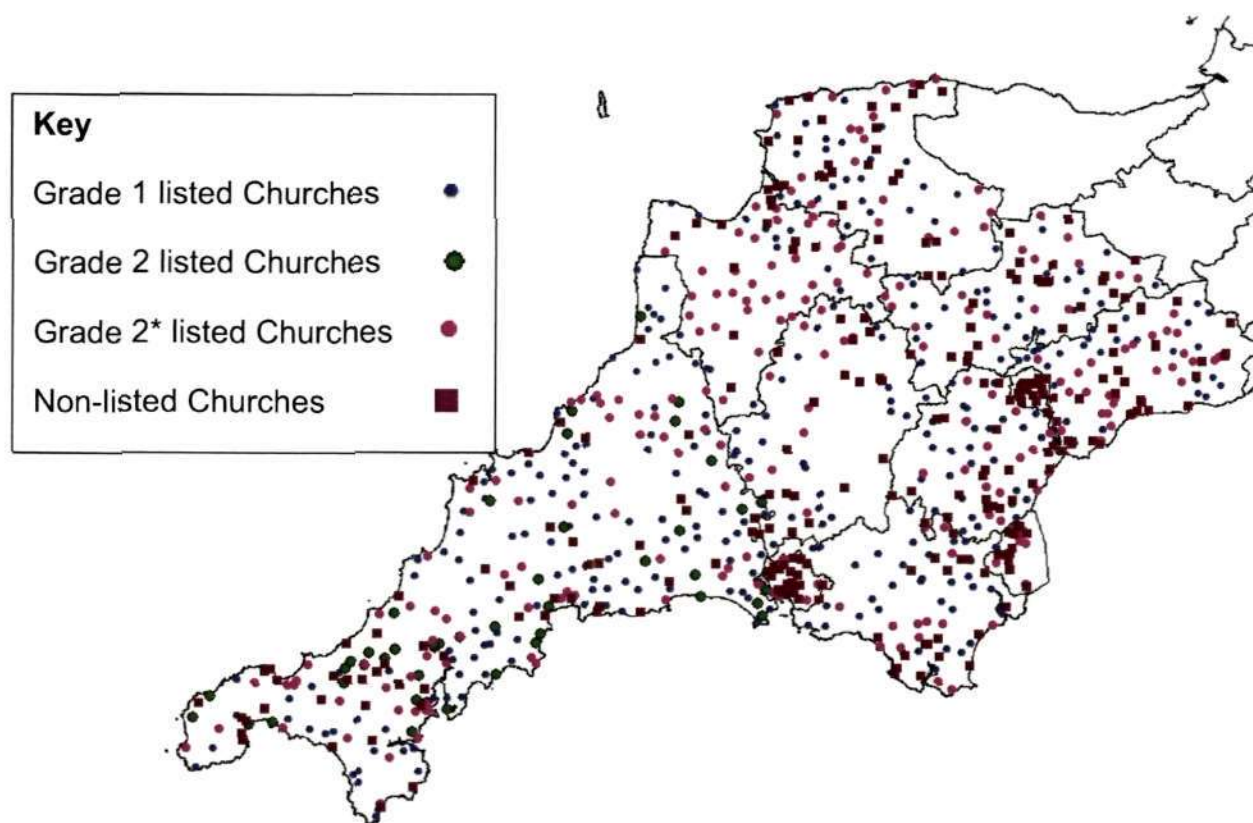 Key
Grade 1 listed Churches
Grade 2 listed Churches
Grade 2* listed Churches
Non-listed Churches